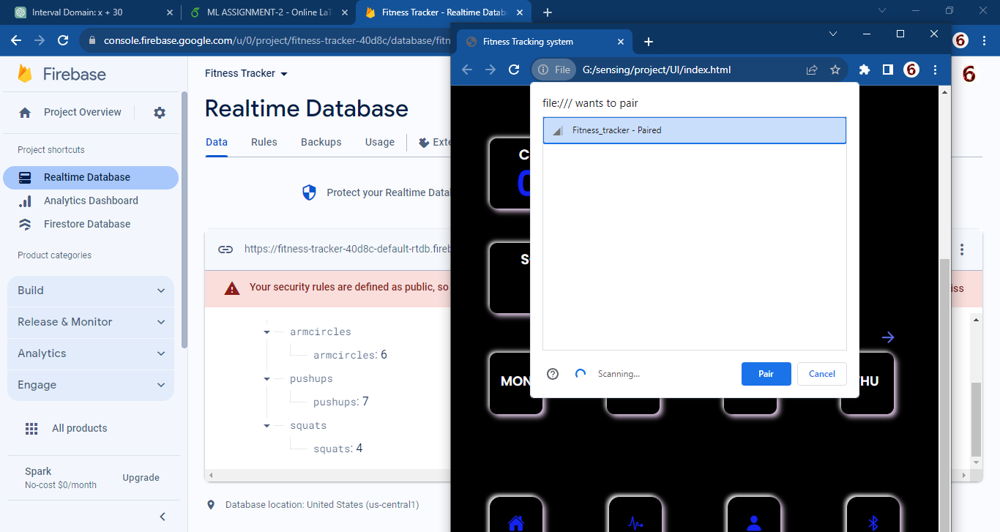 Interval Domain: x + 30
ML ASSIGNMENT-2 - Online LaT
Fitness Tracker - Realtime Datab
console.firebase.google.com/u/0/project/fitness-tracker-40d8c/database/fitn
6
Firebase
Project Overview
Project shortcuts
Realtime Database
Analytics Dashboard
Firestore Database
Product categories
Build
Release & Monitor
Analytics
Engage
All products
Spark
No-cost $0/month
Upgrade
Fitness Tracker
Realtime Database
Data Rules Backups Usage Exte
Protect your Realtime Datal
https://fitness-tracker-40d8c-default-rtdb.fireb
Your security rules are defined as public, so
iss
armcircles
armcircles: 6
pushups
pushups: 7
squats
squats: 4
Database location: United States (us-central1)
Fitness Tracking system
File G:/sensing/project/UI/index.html
6
6
file:/// wants to pair
Fitness_tracker - Paired
Scanning...
Pair
Cancel
MON
HU